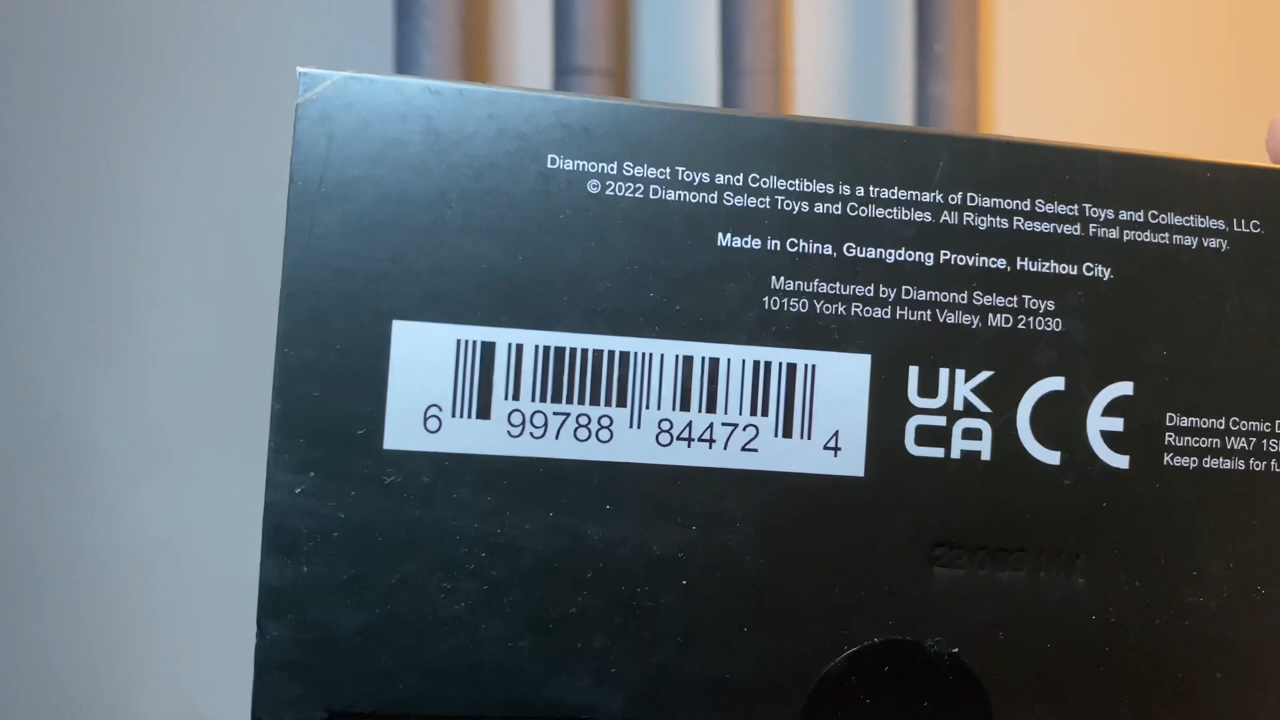 Diamond Select Toys and Collectibles is a trademark of Diamond Select Toys and Collectibles, LLC.
© 2022 Diamond Select Toys and Collectibles. All Rights Reserved. Final product may vary.
Made in China, Guangdong Province, Huizhou City.
Manufactured by Diamond Select Toys
10150 York Road Hunt Valley, MD 21030
6 99788 84472 4
UK
CA
CE
Diamond Comic
Runcorn WA7
Keep details for